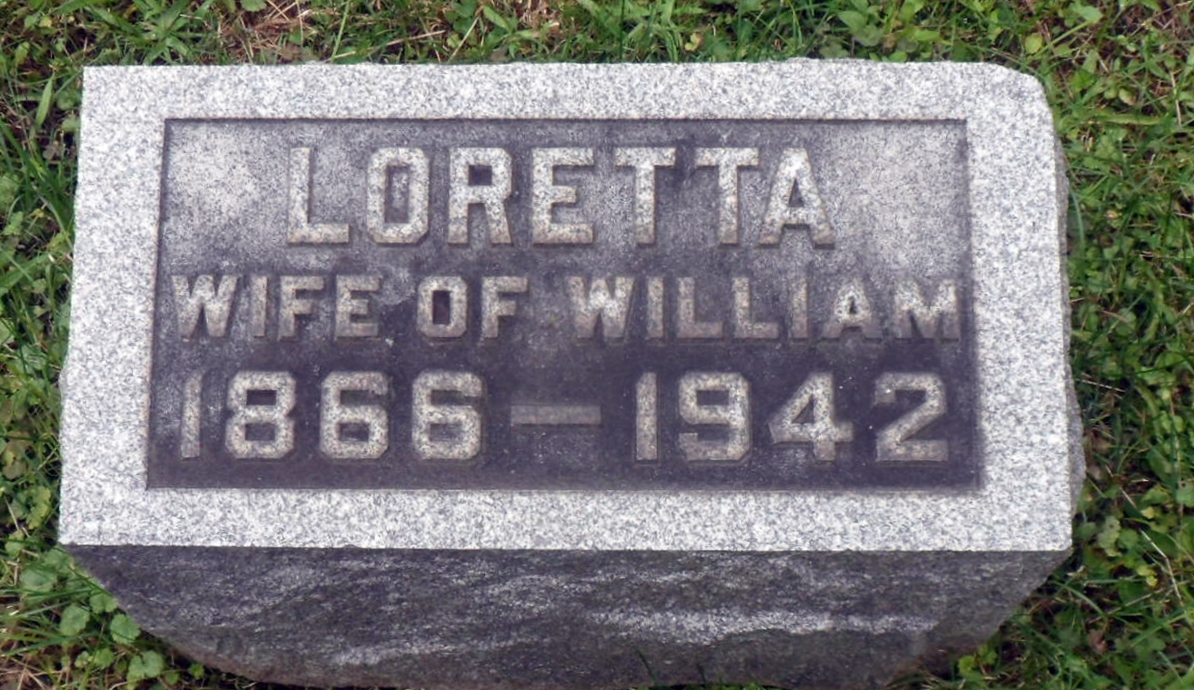 LORETTA
WIFE OF WILLIAM
1866 — 1942